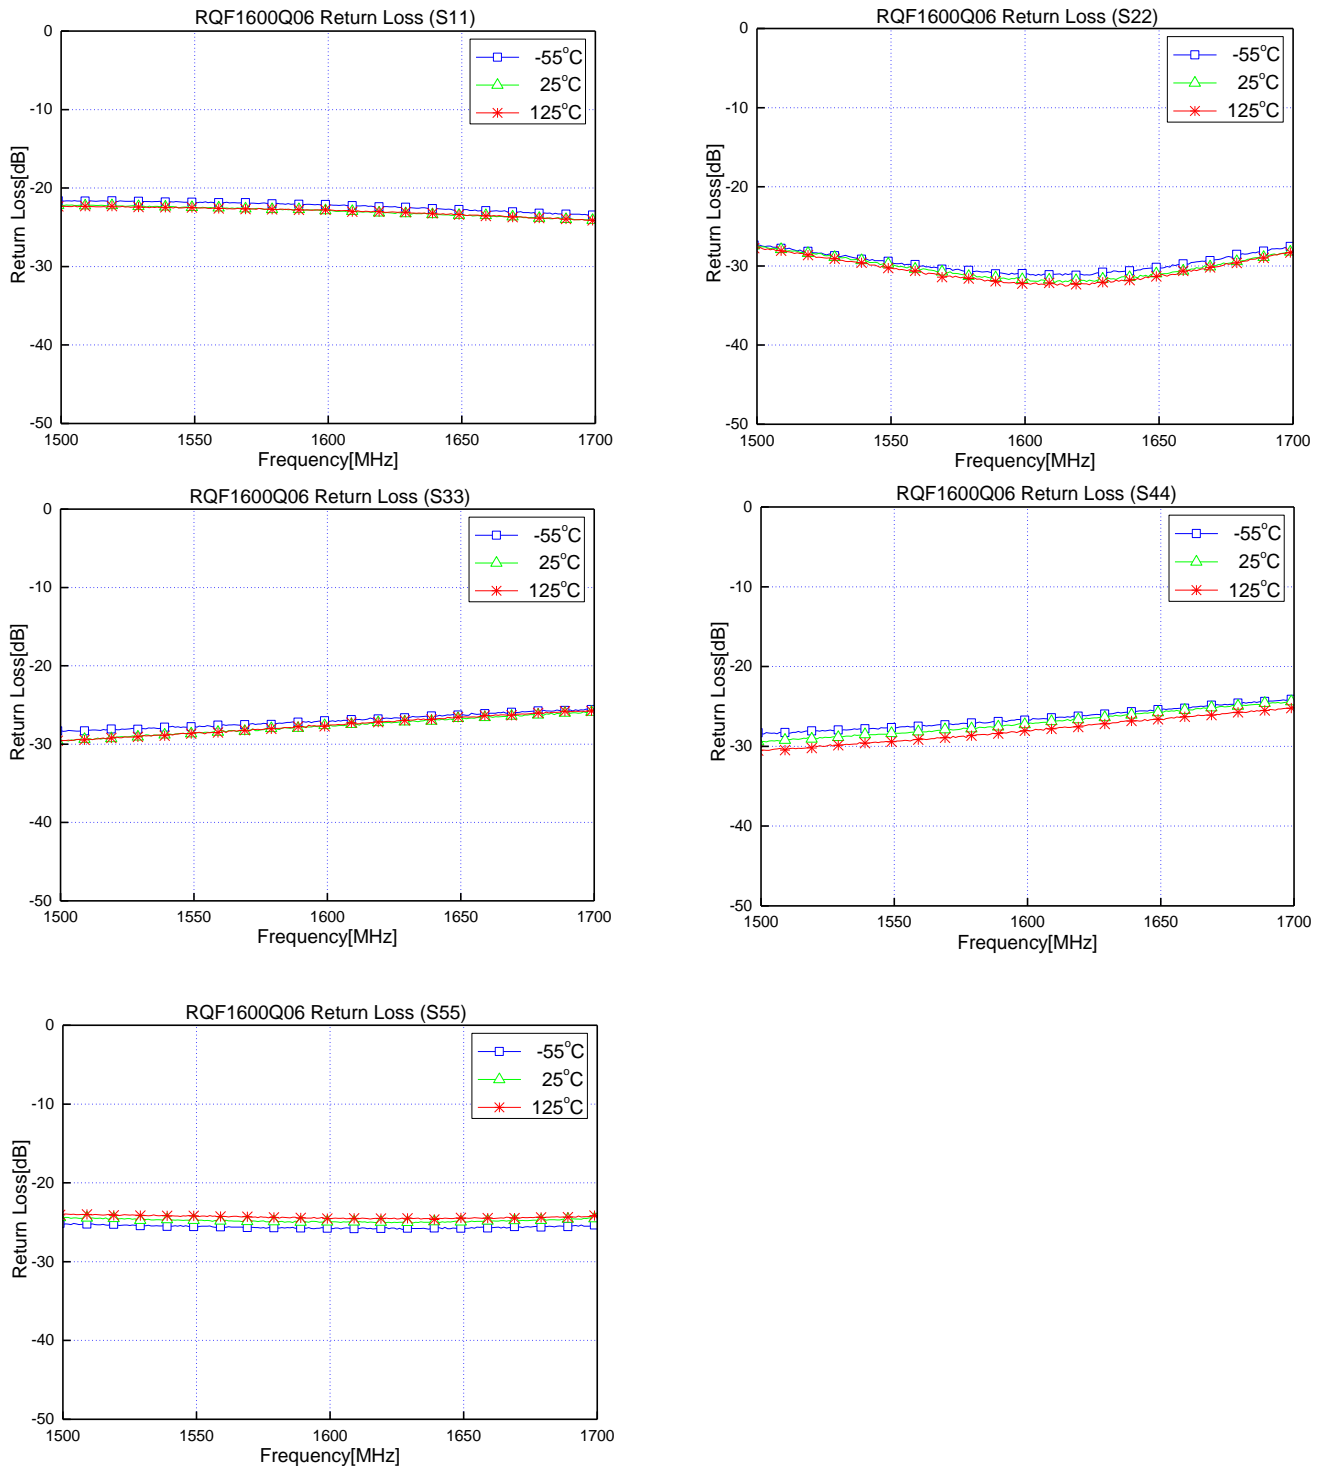 RQF1600Q06 Return Loss (S11)
0
-10
-20
-30
-40
-50
Return Loss[dB]
-55°C
25°C
125°C
1500
1550
1600
1650
1700
Frequency[MHz]
RQF1600Q06 Return Loss (S22)
0
-10
-20
-30
-40
-50
Return Loss[dB]
-55°C
25°C
125°C
1500
1550
1600
1650
1700
Frequency[MHz]
RQF1600Q06 Return Loss (S33)
0
-10
-20
-30
-40
-50
Return Loss[dB]
-55°C
25°C
125°C
1500
1550
1600
1650
1700
Frequency[MHz]
RQF1600Q06 Return Loss (S44)
0
-10
-20
-30
-40
-50
Return Loss[dB]
-55°C
25°C
125°C
1500
1550
1600
1650
1700
Frequency[MHz]
RQF1600Q06 Return Loss (S55)
0
-10
-20
-30
-40
-50
Return Loss[dB]
-55°C
25°C
125°C
1500
1550
1600
1650
1700
Frequency[MHz]